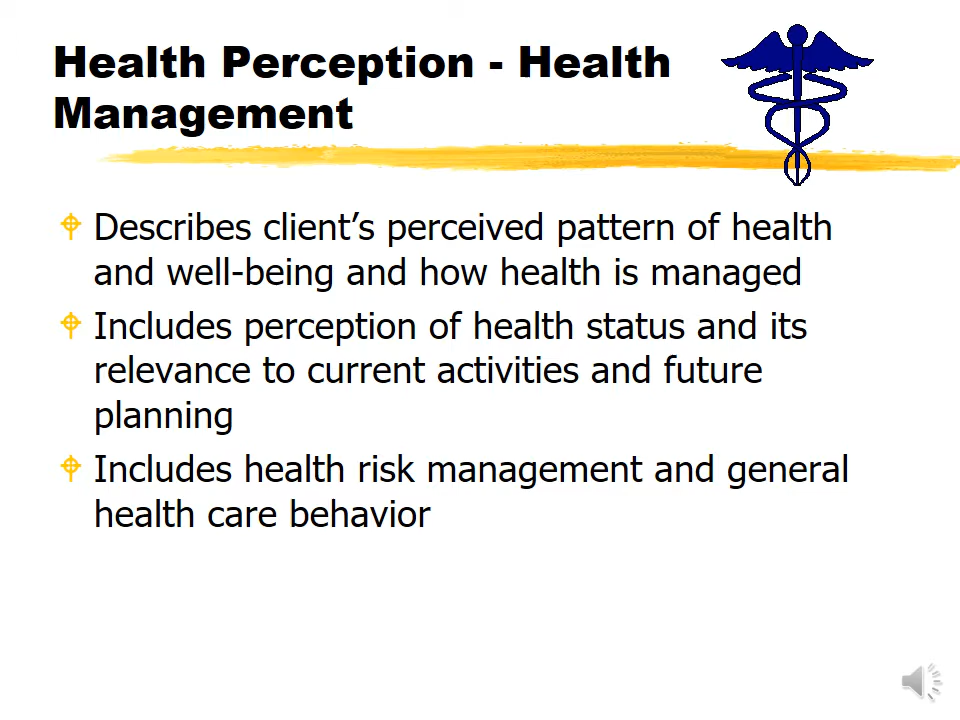 Health Perception - Health
Management
Describes client’s perceived pattern of health
and well-being and how health is managed
Includes perception of health status and its
relevance to current activities and future
planning
Includes health risk management and general
health care behavior